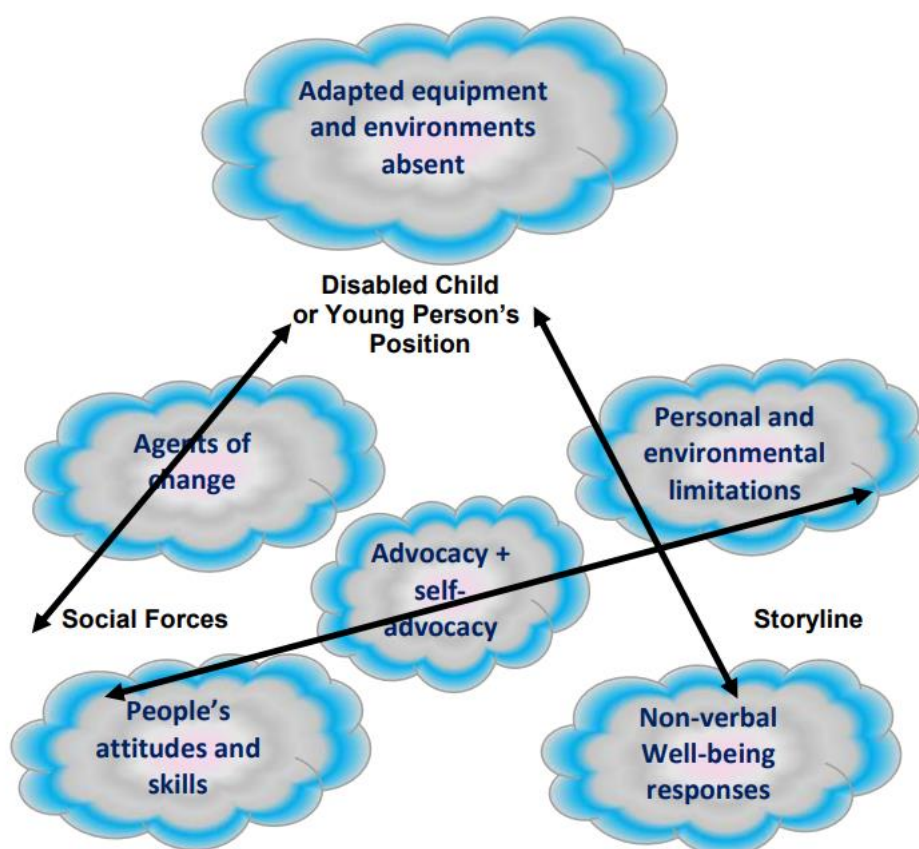 Adapted equipment
and environments
absent
Disabled Child
or Young Person’s
Position
Agents of
change
Personal and
environmental
limitations
Advocacy +
self-
advocacy
Social Forces
Storyline
People’s
attitudes and
skills
Non-verbal
Well-being
responses